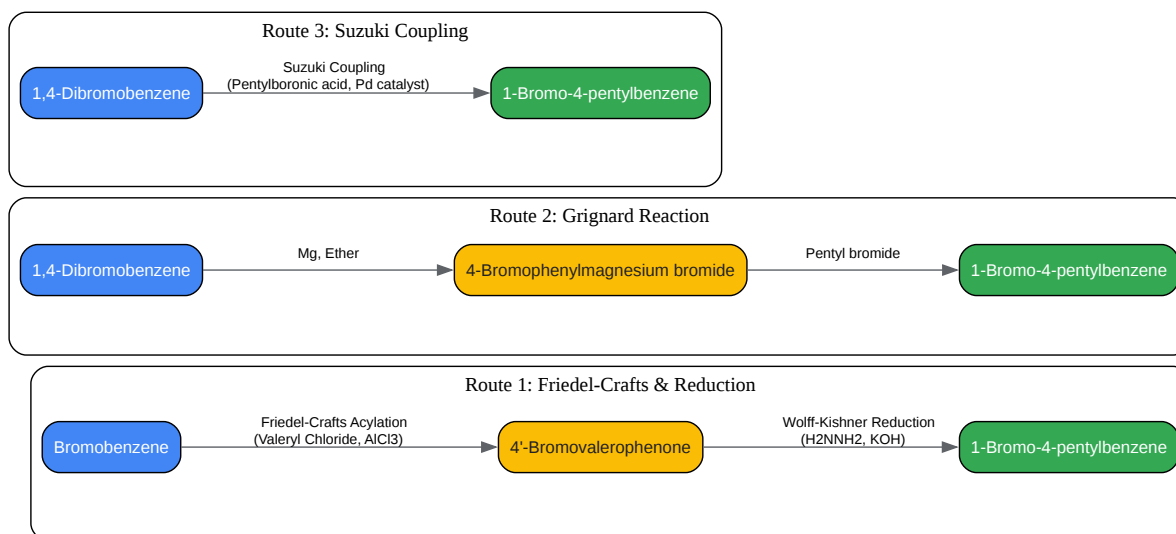 Route 3: Suzuki Coupling
Suzuki Coupling
(Pentylboronic acid, Pd catalyst)
1,4-Dibromobenzene
1-Bromo-4-pentylbenzene
Route 2: Grignard Reaction
Mg, Ether
Pentyl bromide
1,4-Dibromobenzene
4-Bromophenylmagnesium bromide
1-Bromo-4-pentylbenzene
Route 1: Friedel-Crafts & Reduction
Friedel-Crafts Acylation
(Valeryl Chloride, AlCl3)
Wolff-Kishner Reduction
(H2NNH2, KOH)
Bromobenzene
4'-Bromovalerophenone
1-Bromo-4-pentylbenzene